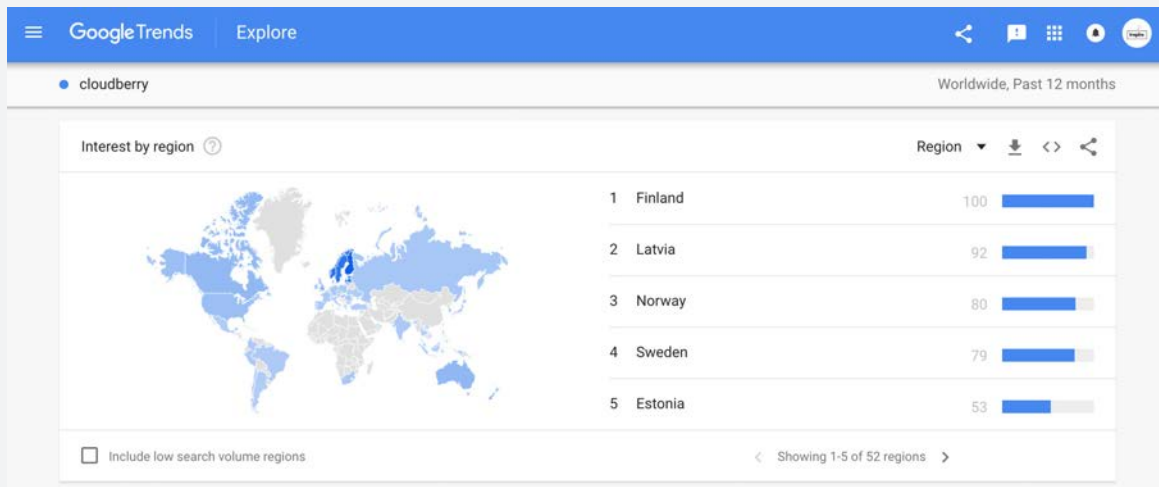 Google Trends Explore
cloudberry Worldwide, Past 12 months
Interest by region Region
1 Finland 100
2 Latvia 92
3 Norway 80
4 Sweden 79
5 Estonia 53
Include low search volume regions Showing 1-5 of 52 regions